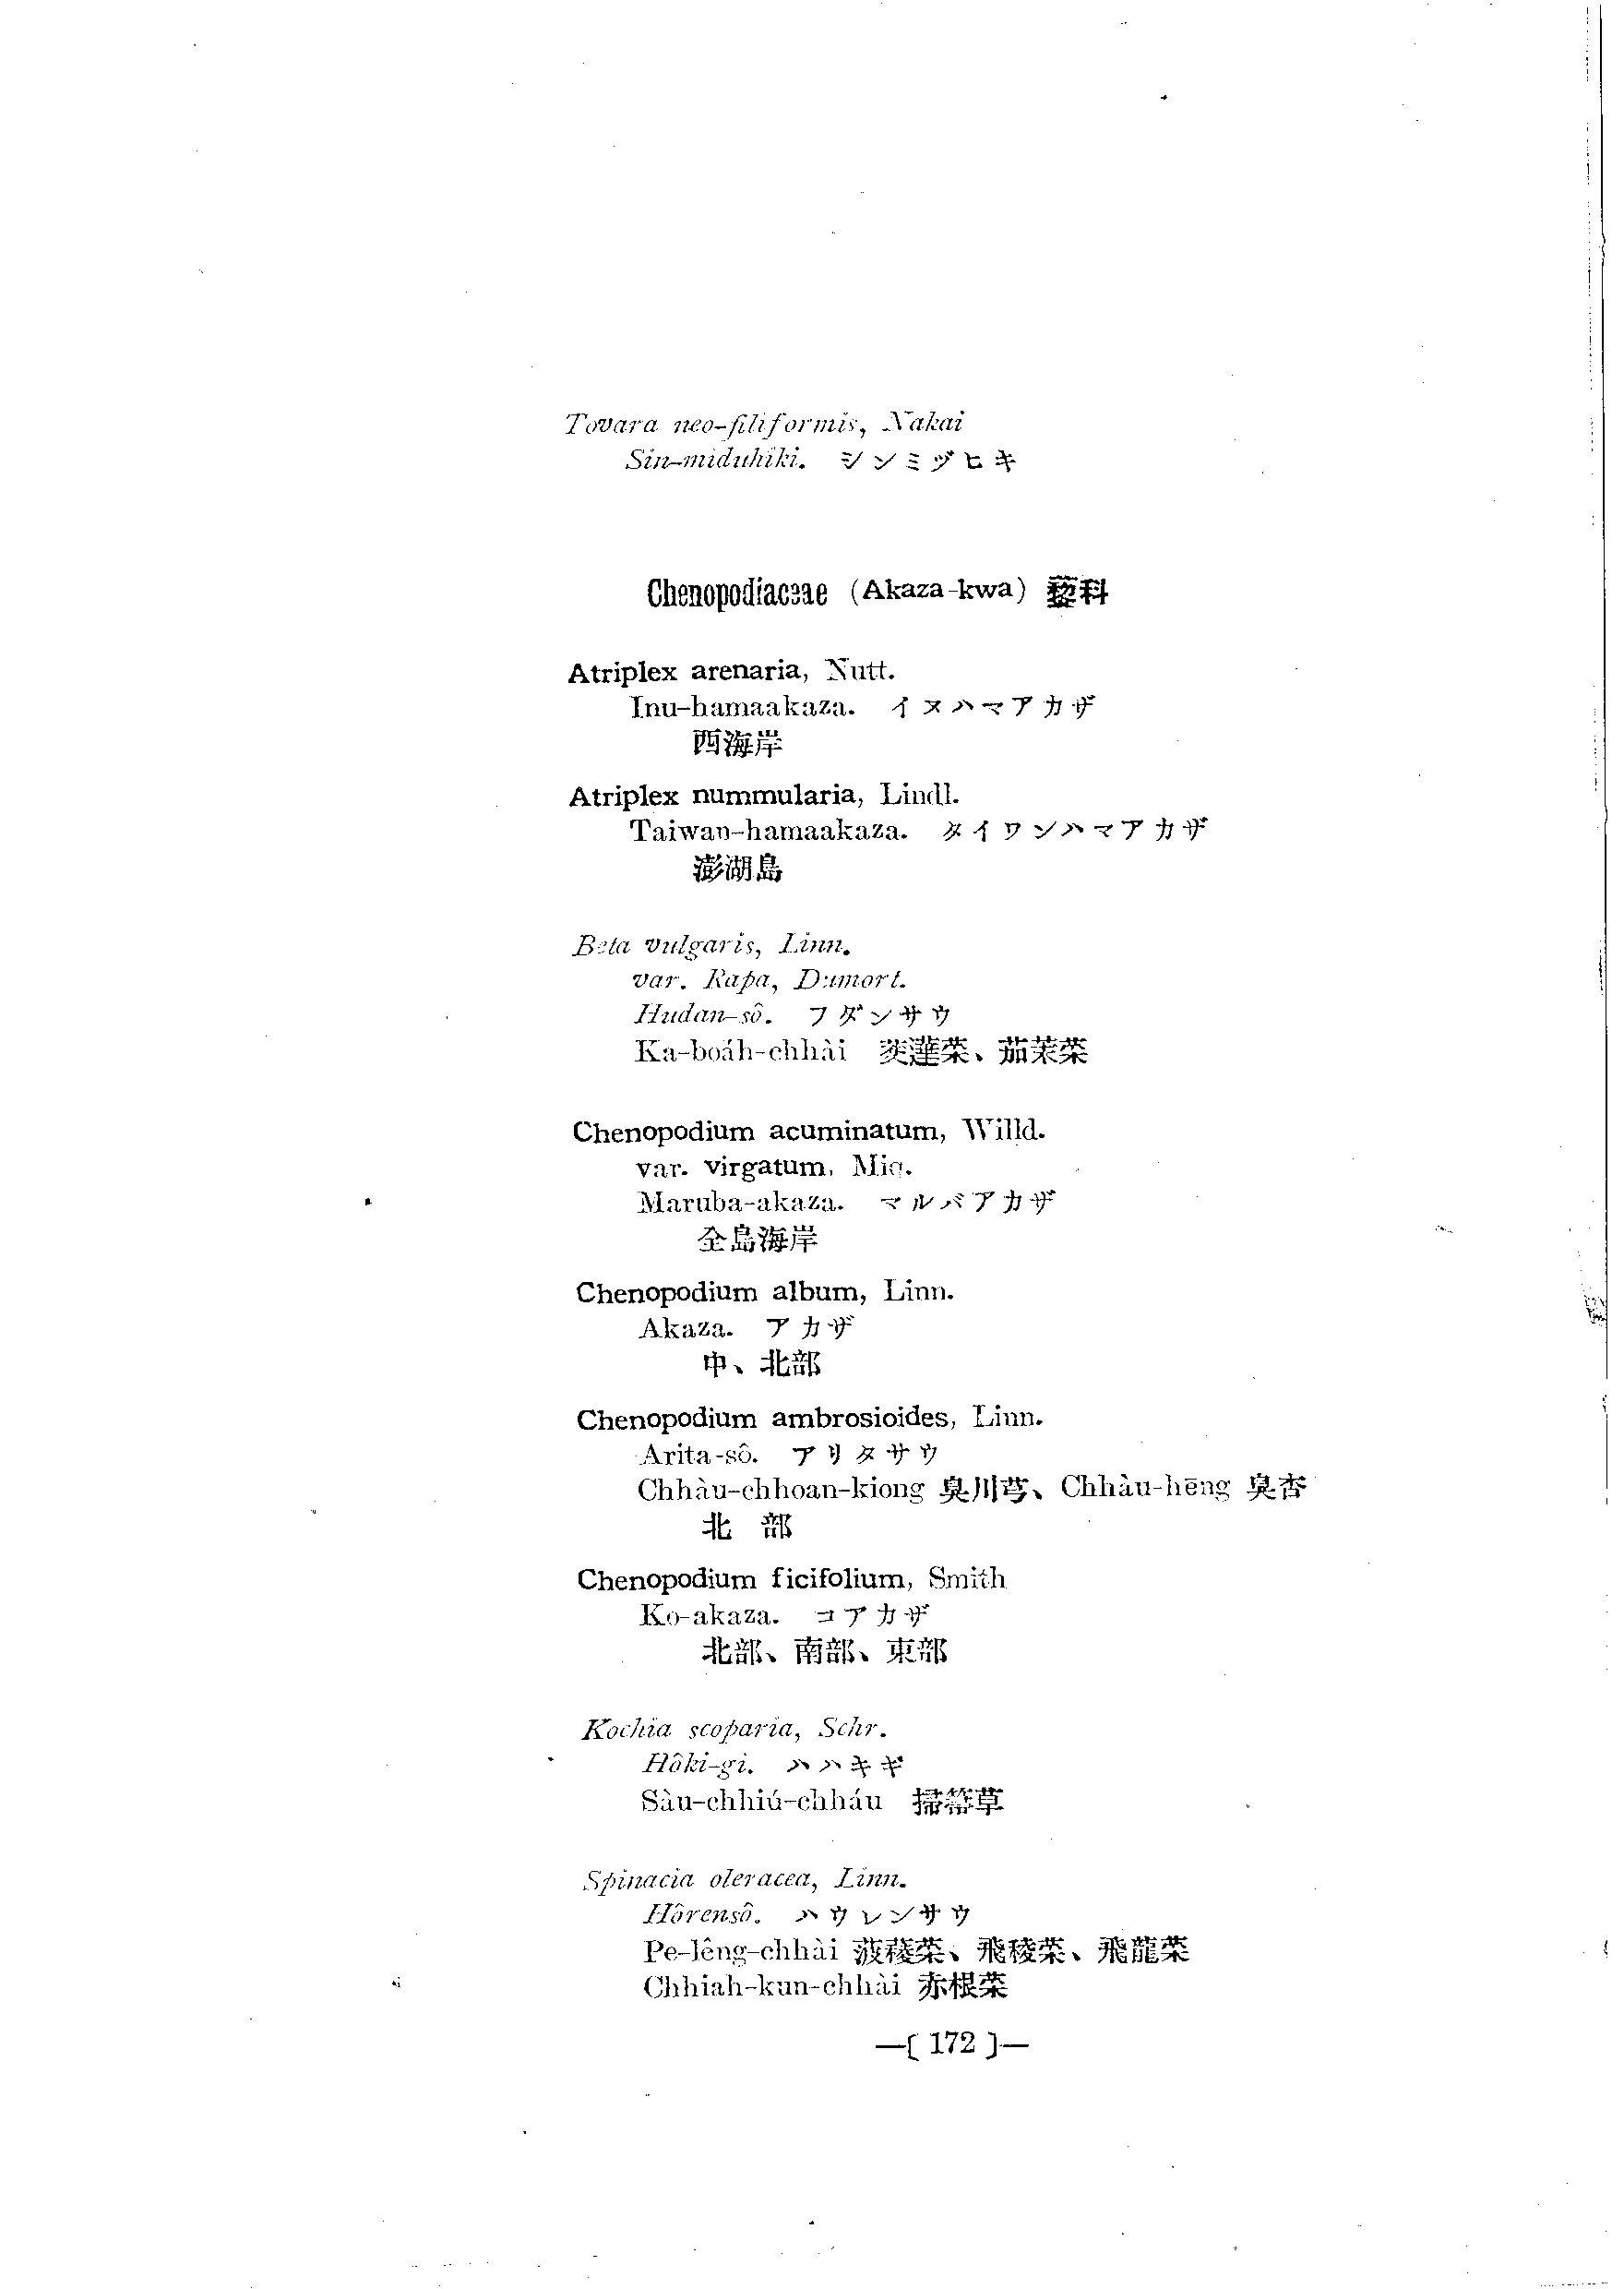 Tovara neo-filiformis, Nakai
Sin-miduhiki. シンミヅヒキ
Chenopodiaceae (Akaza-kwa) 藜科
Atriplex arenaria, Nutt.
Inu-hamaakaza. イヌハマアカザ
西海岸
Atriplex nummularia, Lindl.
Taiwan-hamaakaza. タイワンハマアカザ
澎湖島
Beta vulgaris, Linn.
var. Rapa, Dumort.
Hudan-sô. フダンサウ
Ka-boáh-chhài 莙薘菜、茄茉菜
Chenopodium acuminatum, Willd.
var. virgatum, Miq.
Maruba-akaza. マルバアカザ
全島海岸
Chenopodium album, Linn.
Akaza. アカザ
中、北部
Chenopodium ambrosioides, Linn.
Arita-sô. アリタサウ
Chhàu-chhoan-kiong 臭川芎、Chhàu-hēng 臭杏
北 部
Chenopodium ficifolium, Smith
Ko-akaza. コアカザ
北部、南部、東部
Kochia scoparia, Schr.
Hôki-gi. ハハキギ
Sàu-chhiú-chháu 掃箒草
Spinacia oleracea, Linn.
Hôrensô. ハウレンサウ
Pe-lêng-chhài 菠薐菜、飛稜菜、飛龍菜
Chhiah-kun-chhài 赤根菜
—( 172 )—